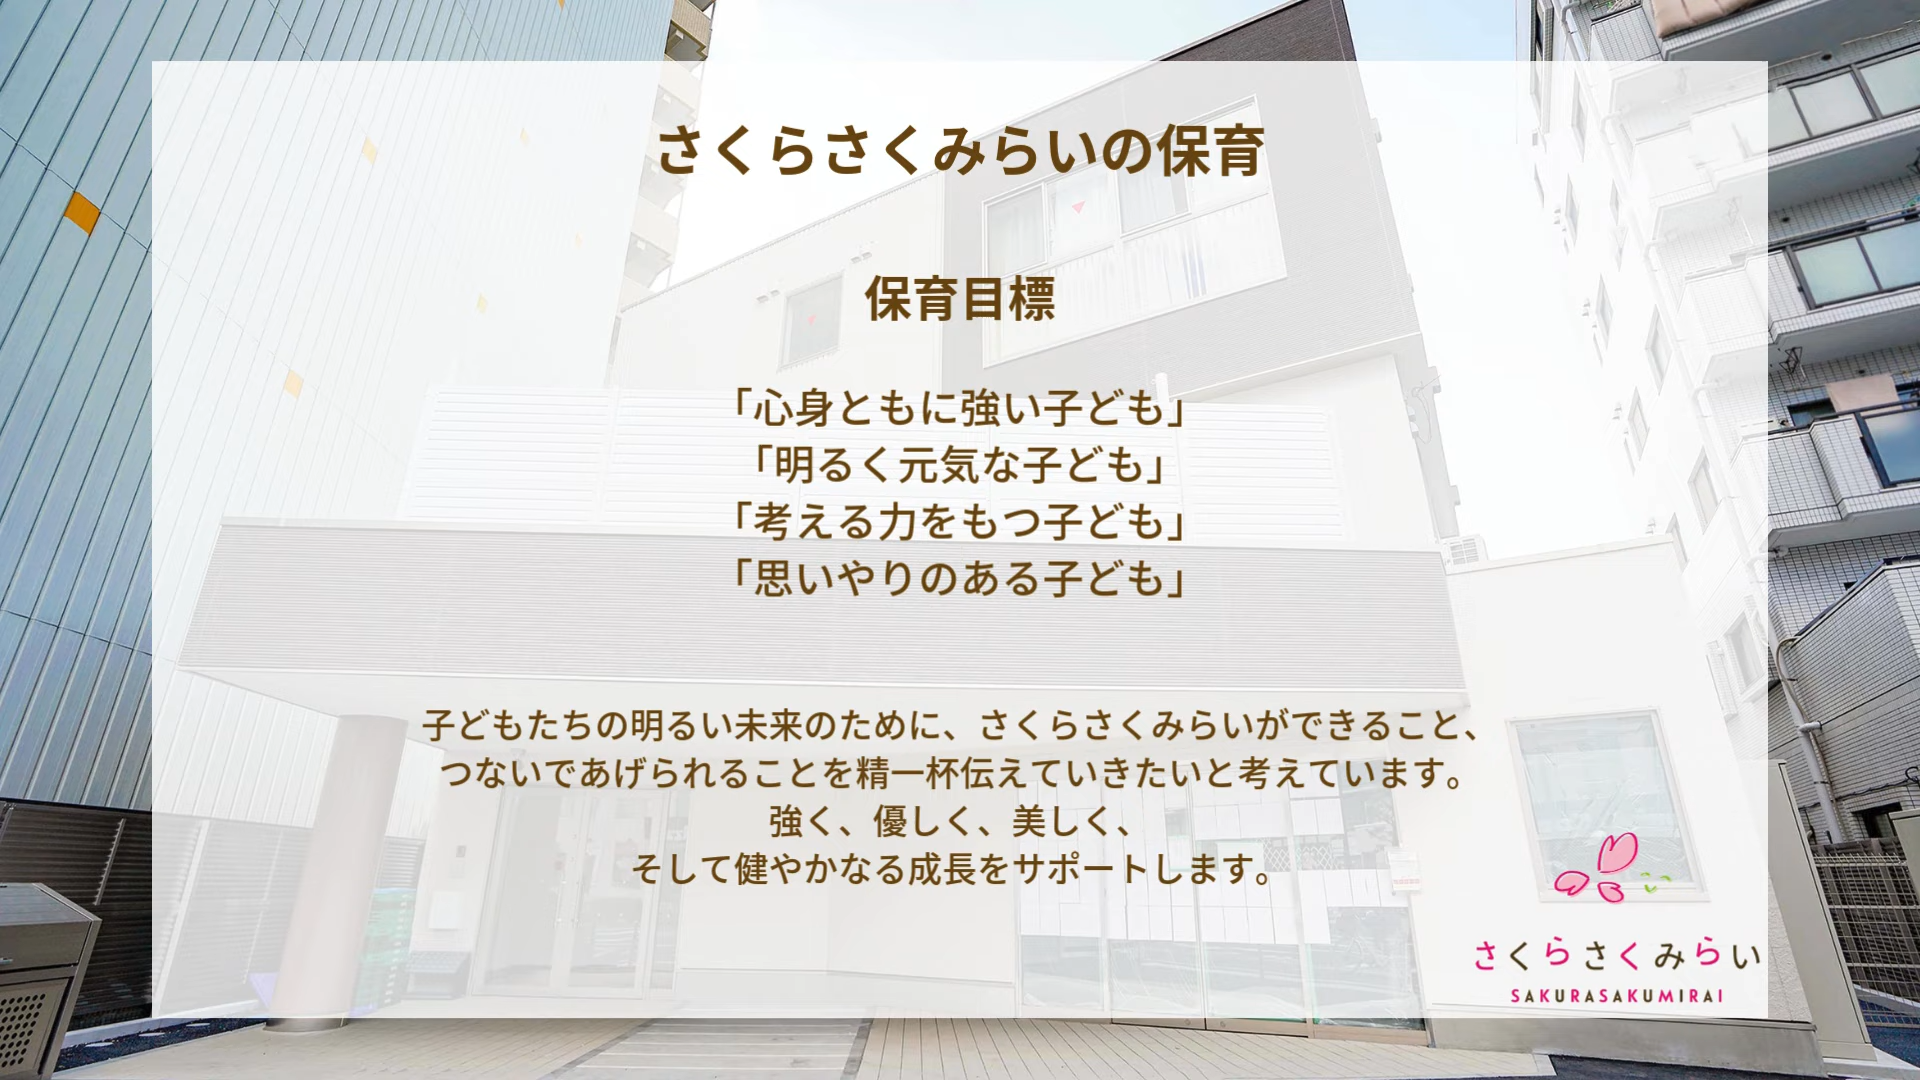 さくらさくみらいの保育
保育目標
「心身ともに強い子ども」
「明るく元気な子ども」
「考える力をもつ子ども」
「思いやりのある子ども」
子どもたちの明るい未来のために、さくらさくみらいができること、
つないであげられることを精一杯伝えていきたいと考えています。
強く、優しく、美しく、
そして健やかなる成長をサポートします。
さくらさくみらい
SAKURASAKUMIRAI